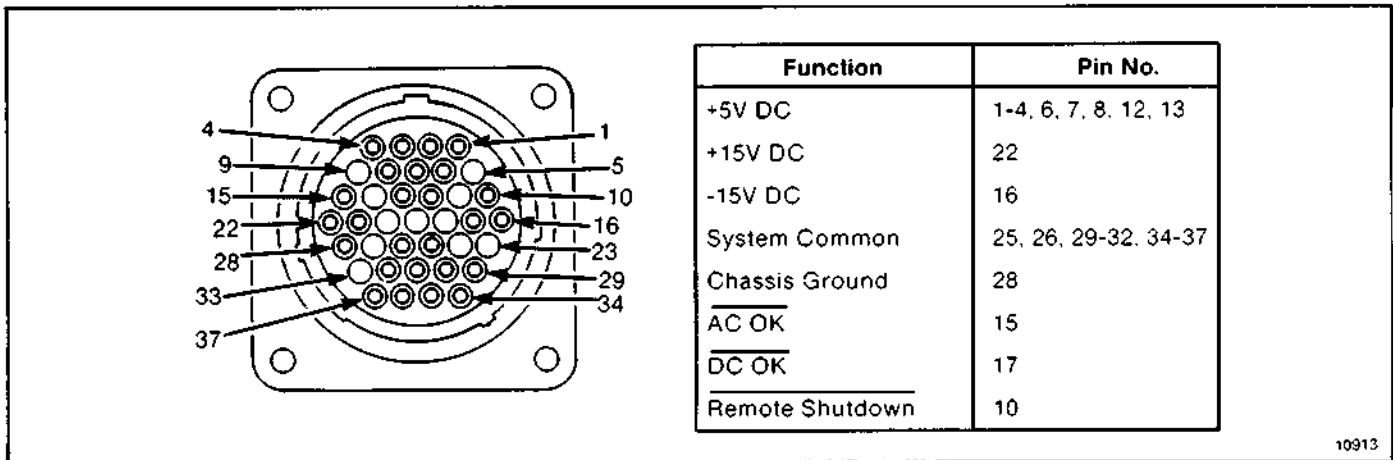 4
1
9
5
15
10
22
16
28
23
33
29
37
34
Function Pin No.
+5V DC 1-4, 6, 7, 8. 12, 13
+15V DC 22
-15V DC 16
System Common 25, 26, 29-32, 34-37
Chassis Ground 28
AC OK 15
DC OK 17
Remote Shutdown 10
10913